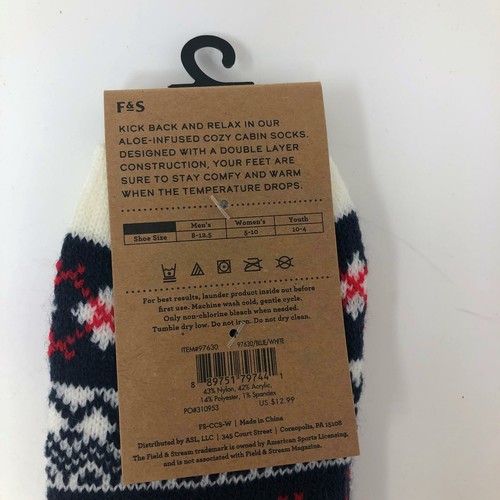 F&S
KICK BACK AND RELAX IN OUR
ALOE-INFUSED COZY CABIN SOCKS.
DESIGNED WITH A DOUBLE LAYER
CONSTRUCTION, YOUR FEET ARE
SURE TO STAY COMFY AND WARM
WHEN THE TEMPERATURE DROPS.
Men's Women's Youth
Shoe Size 8-12.5 5-10 10-4
For best results, launder product inside out before
first use. Machine wash cold, gentle cycle.
Only non-chlorine bleach when needed.
Tumble dry low. Do not iron. Do not dry clean.
ITEM#97630 97630/BLUE/WHITE
8 89751 79744 1
43% Nylon, 42% Acrylic,
14% Polyester, 1% Spandex
PO#310953 US $12.99
FS-CCS-W | Made in China
Distributed by ASL, LLC | 345 Court Street | Coraopolis, PA 15108
The Field & Stream trademark is owned by American Sports Licensing,
and is not associated with Field & Stream Magazine.